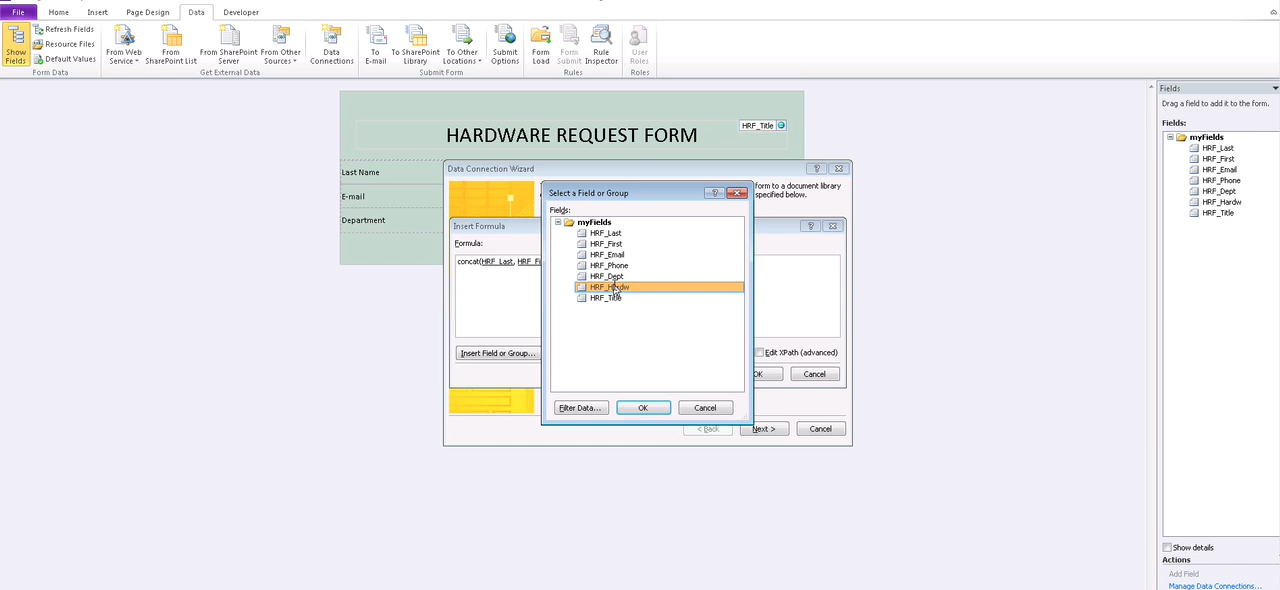 File Home Insert Page Design Data Developer
Show Fields
Refresh Fields
Resource Files
Default Values
Form Data
From Web Service
From SharePoint List
From SharePoint Server
From Other Sources
Data Connections
Get External Data
To E-mail
To SharePoint Library
To Other Locations
Submit Options
Submit Form
Form Load
Form Submit
Rule Inspector
Rules
User Roles
Roles
HARDWARE REQUEST FORM
HRF_Title
Last Name
E-mail
Department
Data Connection Wizard
form to a document library
specified below.
Insert Formula
Formula:
concat(HRF_Last, HRF_Fi
Insert Field or Group...
Edit XPath (advanced)
OK Cancel
< Back Next > Cancel
Select a Field or Group
Fields:
myFields
HRF_Last
HRF_First
HRF_Email
HRF_Phone
HRF_Dept
HRF_Hardw
HRF_Title
Filter Data... OK Cancel
Fields
Drag a field to add it to the form.
Fields:
myFields
HRF_Last
HRF_First
HRF_Email
HRF_Phone
HRF_Dept
HRF_Hardw
HRF_Title
Show details
Actions
Add Field
Manage Data Connections...